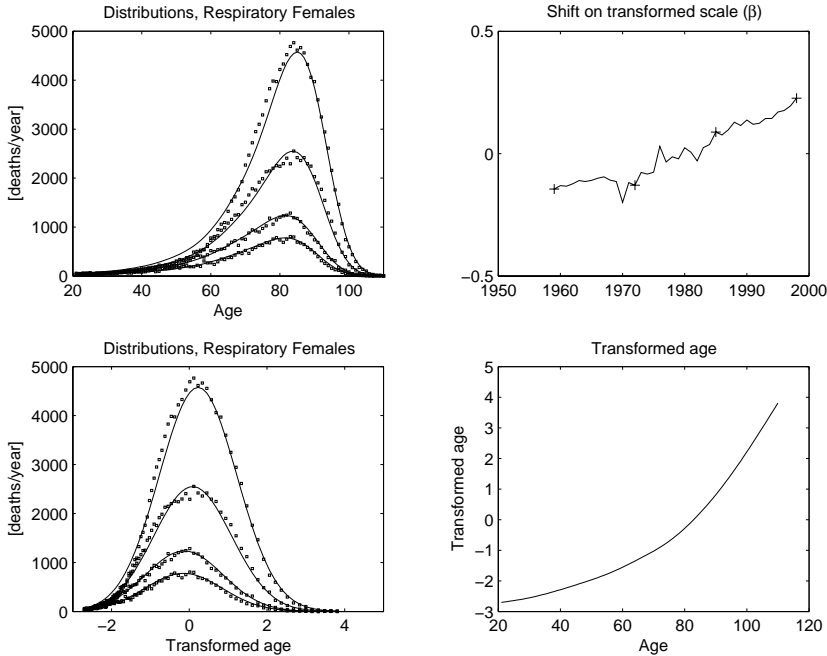 Distributions, Respiratory Females
5000
4000
3000
2000
1000
0
[deaths/year]
20 40 60 80 100
Age
Shift on transformed scale (β)
0.5
0
−0.5
1950 1960 1970 1980 1990 2000
Distributions, Respiratory Females
5000
4000
3000
2000
1000
0
[deaths/year]
−2 0 2 4
Transformed age
Transformed age
5
4
3
2
1
0
−1
−2
−3
Transformed age
20 40 60 80 100 120
Age